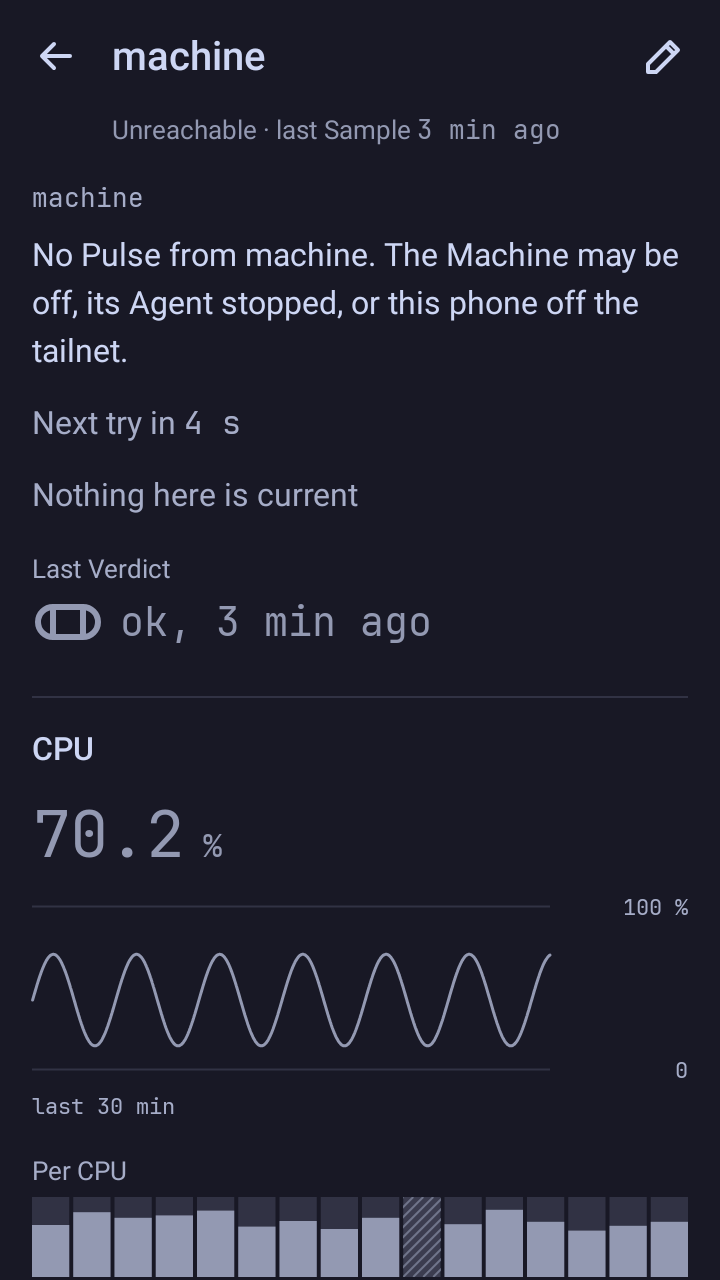 machine
Unreachable · last Sample 3 min ago
machine
No Pulse from machine. The Machine may be
off, its Agent stopped, or this phone off the
tailnet.
Next try in 4 s
Nothing here is current
Last Verdict
ok, 3 min ago
CPU
70.2 %
100 %
0
last 30 min
Per CPU